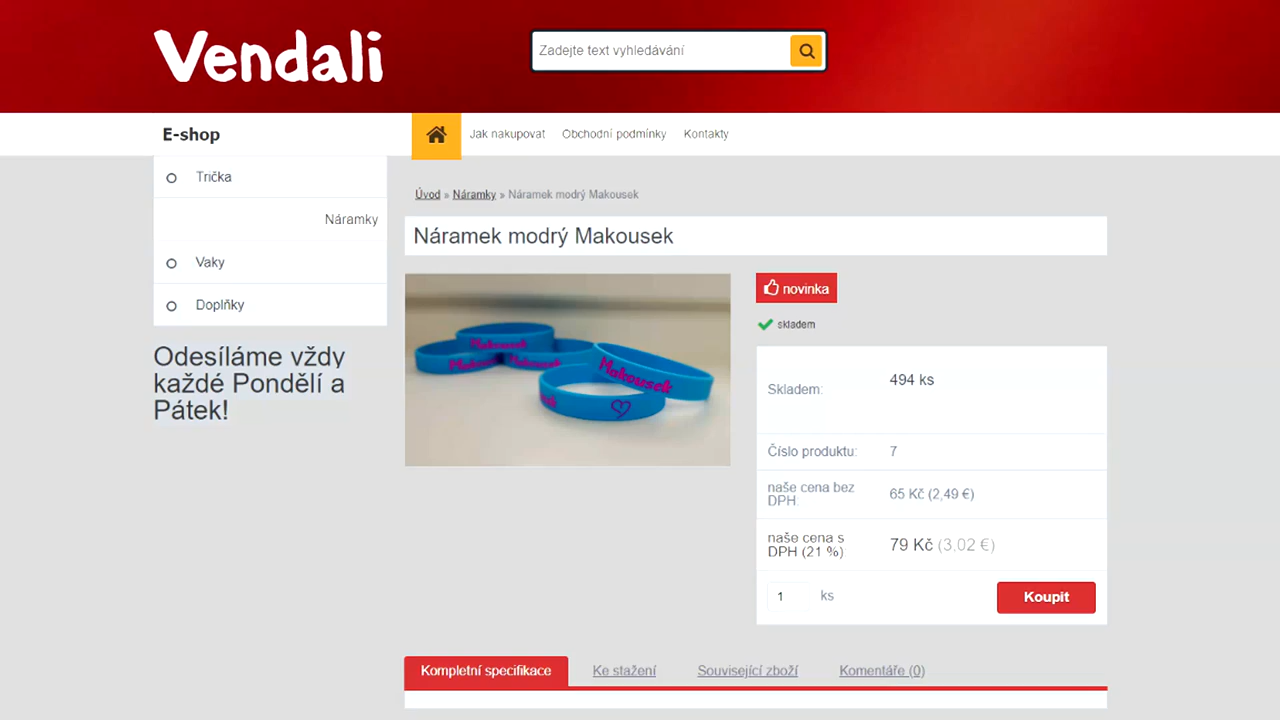 Vendali
Zadejte text vyhledávání
E-shop
Jak nakupovat
Obchodní podmínky
Kontakty
Trička
Náramky
Vaky
Doplňky
Odesíláme vždy
každé Pondělí a
Pátek!
Úvod » Náramky » Náramek modrý Makousek
Náramek modrý Makousek
Makousek
Makousek
novinka
skladem
Skladem:
494 ks
Číslo produktu:
7
naše cena bez
DPH:
65 Kč (2,49 €)
naše cena s
DPH (21 %)
79 Kč (3,02 €)
1
ks
Koupit
Kompletní specifikace
Ke stažení
Související zboží
Komentáře (0)